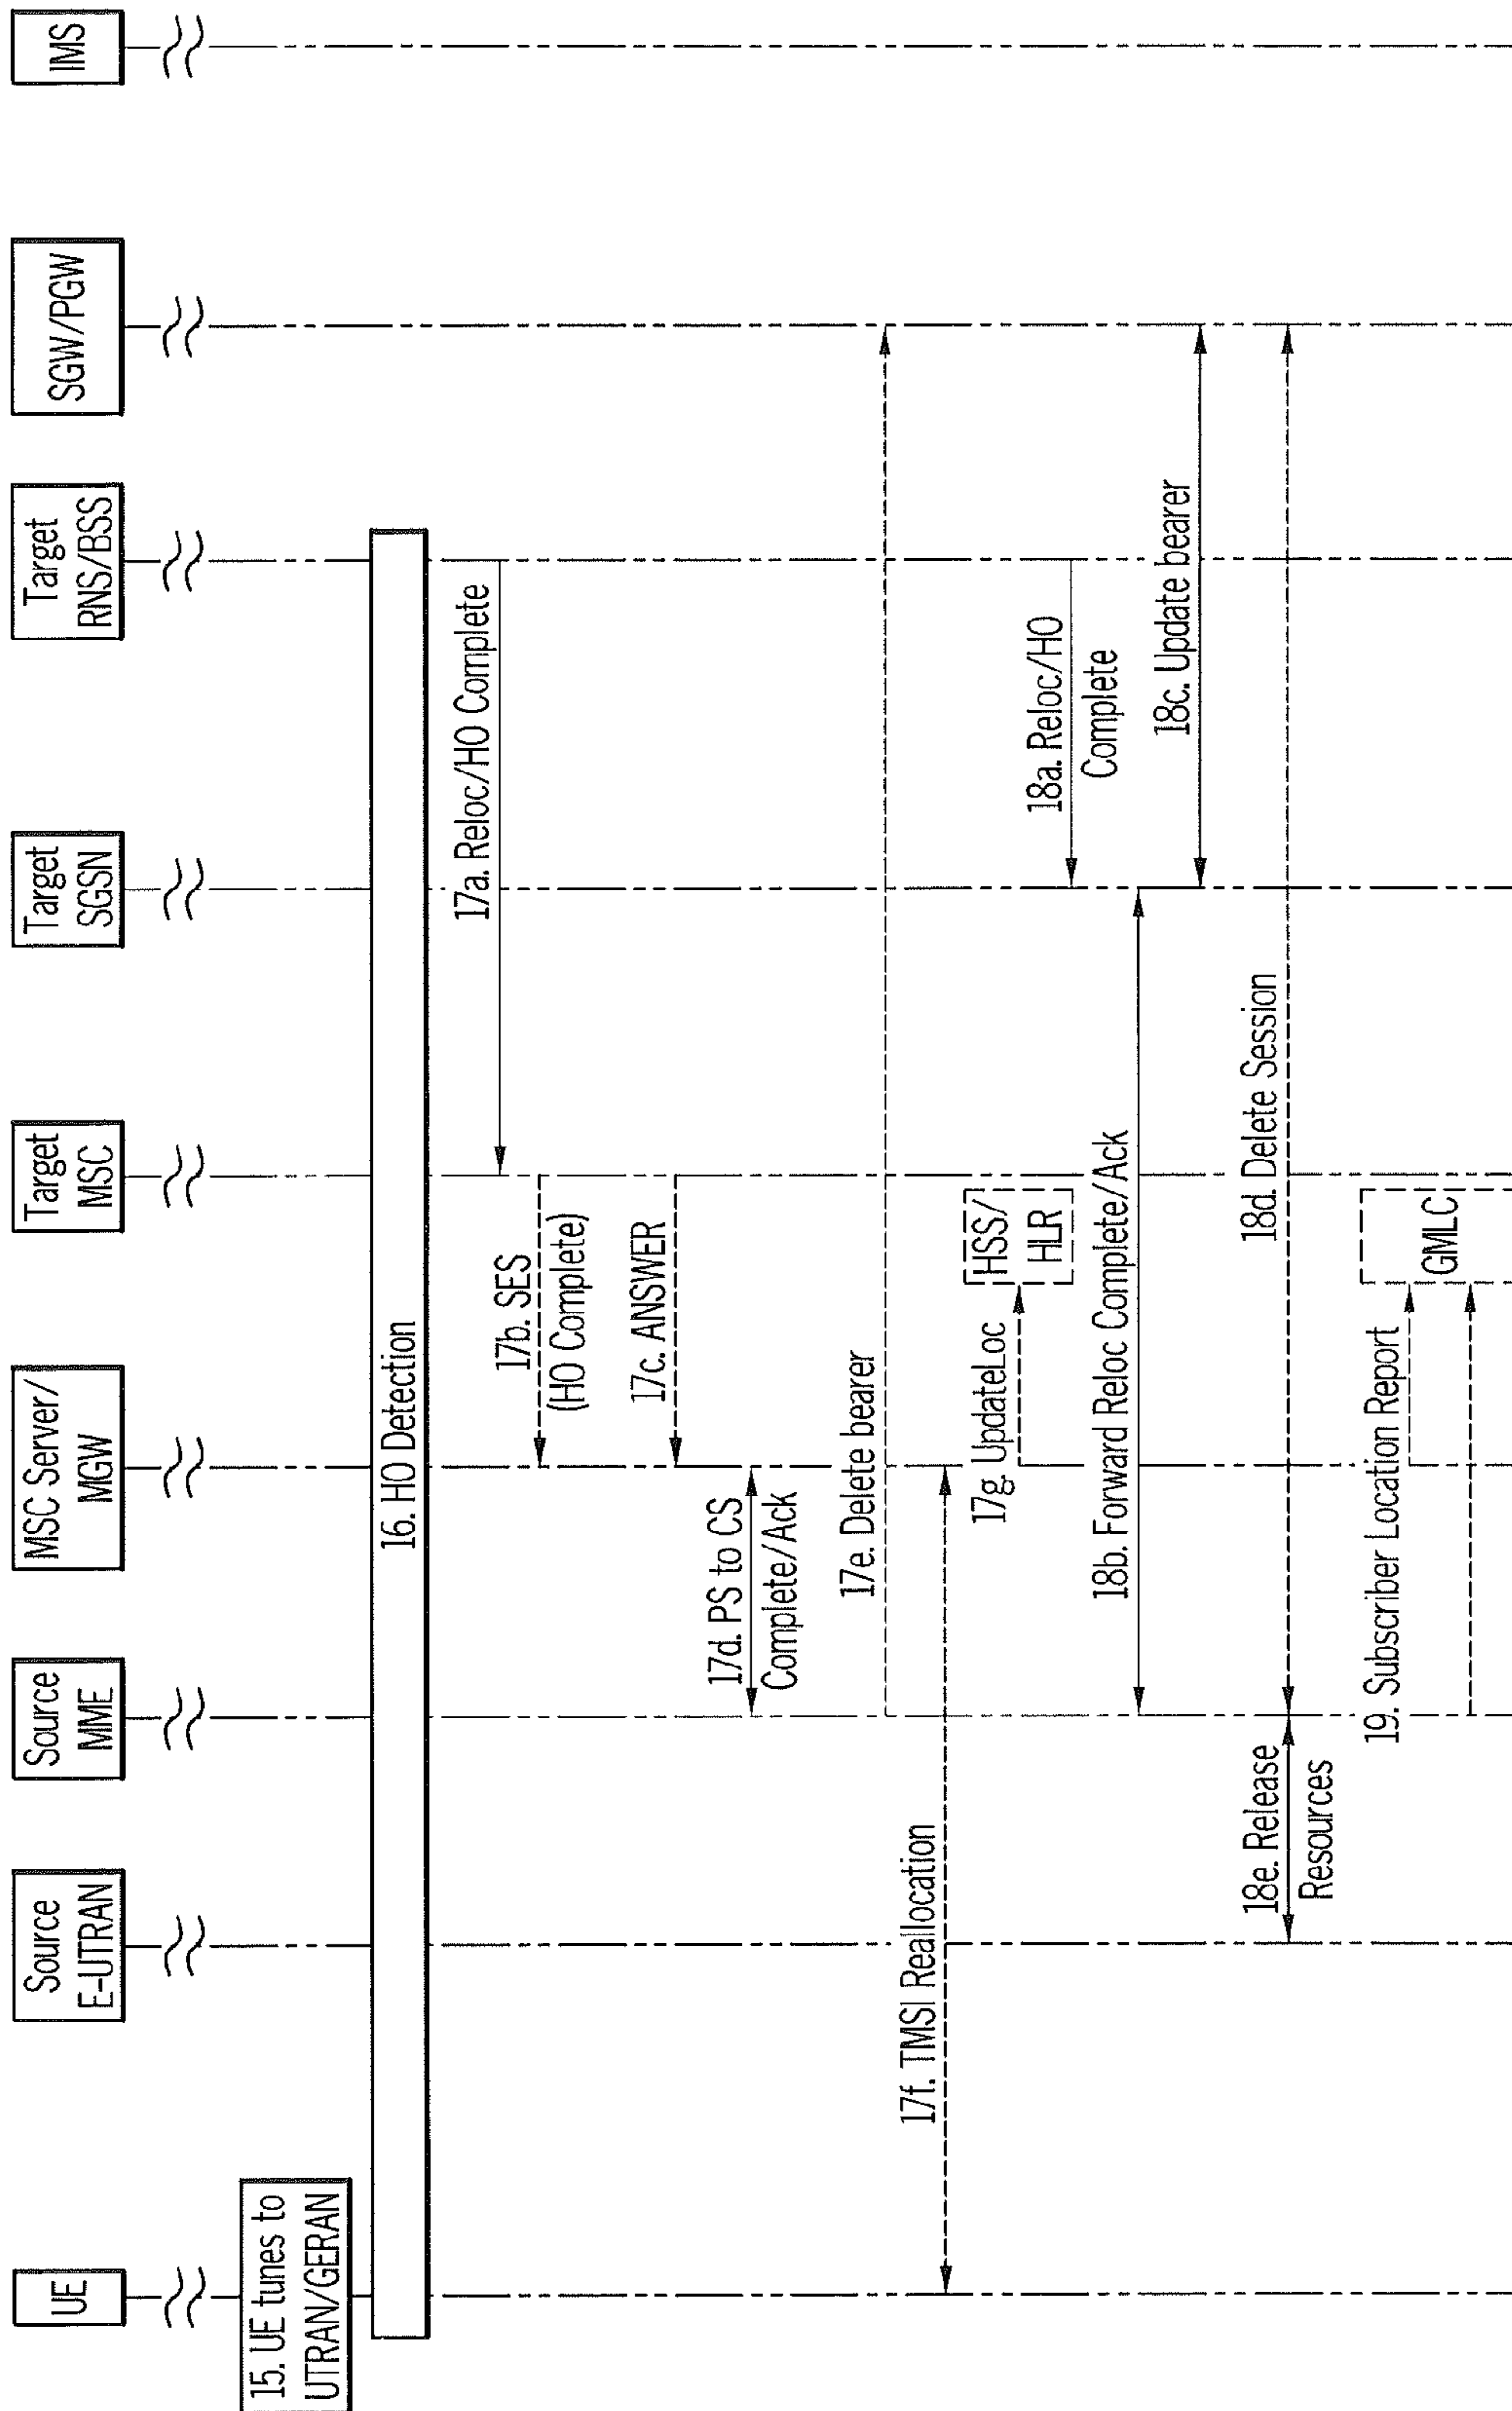 UE
Source
E-UTRAN
Source
MME
MSC Server/
MGW
Target
MSC
Target
SGSN
Target
RNS/BSS
SGW/PGW
IMS
15. UE tunes to
UTRAN/GERAN
16. HO Detection
17a. Reloc/HO Complete
17b. SES
(HO Complete)
17c. ANSWER
17d. PS to CS
Complete/Ack
17e. Delete bearer
17f. TMSI Reallocation
17g. UpdateLoc
HSS/
HLR
18a. Reloc/HO
Complete
18b. Forward Reloc Complete/Ack
18c. Update bearer
18d. Delete Session
18e. Release
Resources
19. Subscriber Location Report
GMLC